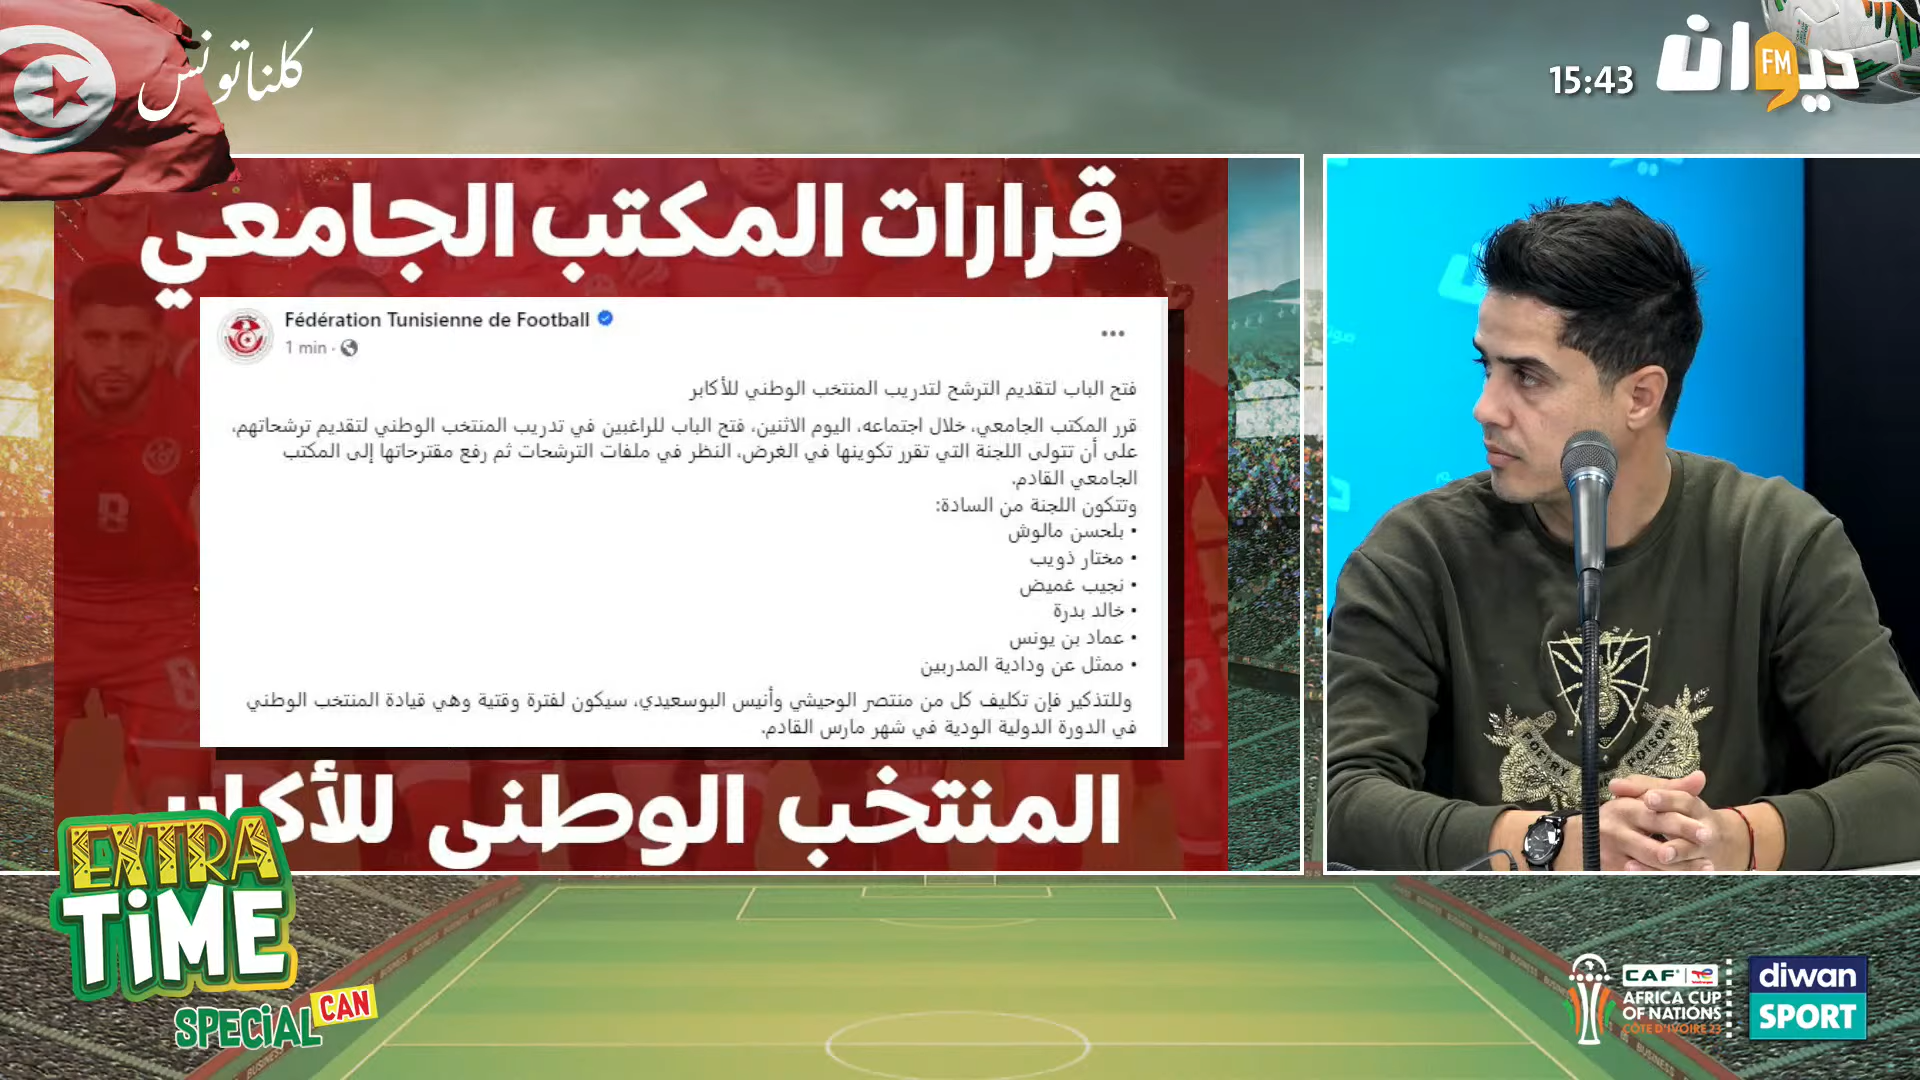 كلنا تونس
15:43
ديوان
FM
قرارات المكتب الجامعي
Fédération Tunisienne de Football
1 min ·
فتح الباب لتقديم الترشح لتدريب المنتخب الوطني للأكابر
قرر المكتب الجامعي، خلال اجتماعه، اليوم الاثنين، فتح الباب للراغبين في تدريب المنتخب الوطني لتقديم ترشحاتهم،
على أن تتولى اللجنة التي تقرر تكوينها في الغرض، النظر في ملفات الترشحات ثم رفع مقترحاتها إلى المكتب
الجامعي القادم.
وتتكون اللجنة من السادة:
• بلحسن مالوش
• مختار ذويب
• نجيب غميض
• خالد بدرة
• عماد بن يونس
• ممثل عن ودادية المدربين
وللتذكير فإن تكليف كل من منتصر الوحيشي وأنيس البوسعيدي، سيكون لفترة وقتية وهي قيادة المنتخب الوطني
في الدورة الدولية الودية في شهر مارس القادم.
المنتخب الوطني للأكابر
EXTRA
TIME
SPECIAL CAN
CAF
AFRICA CUP
OF NATIONS
CÔTE D'IVOIRE 23
diwan
SPORT